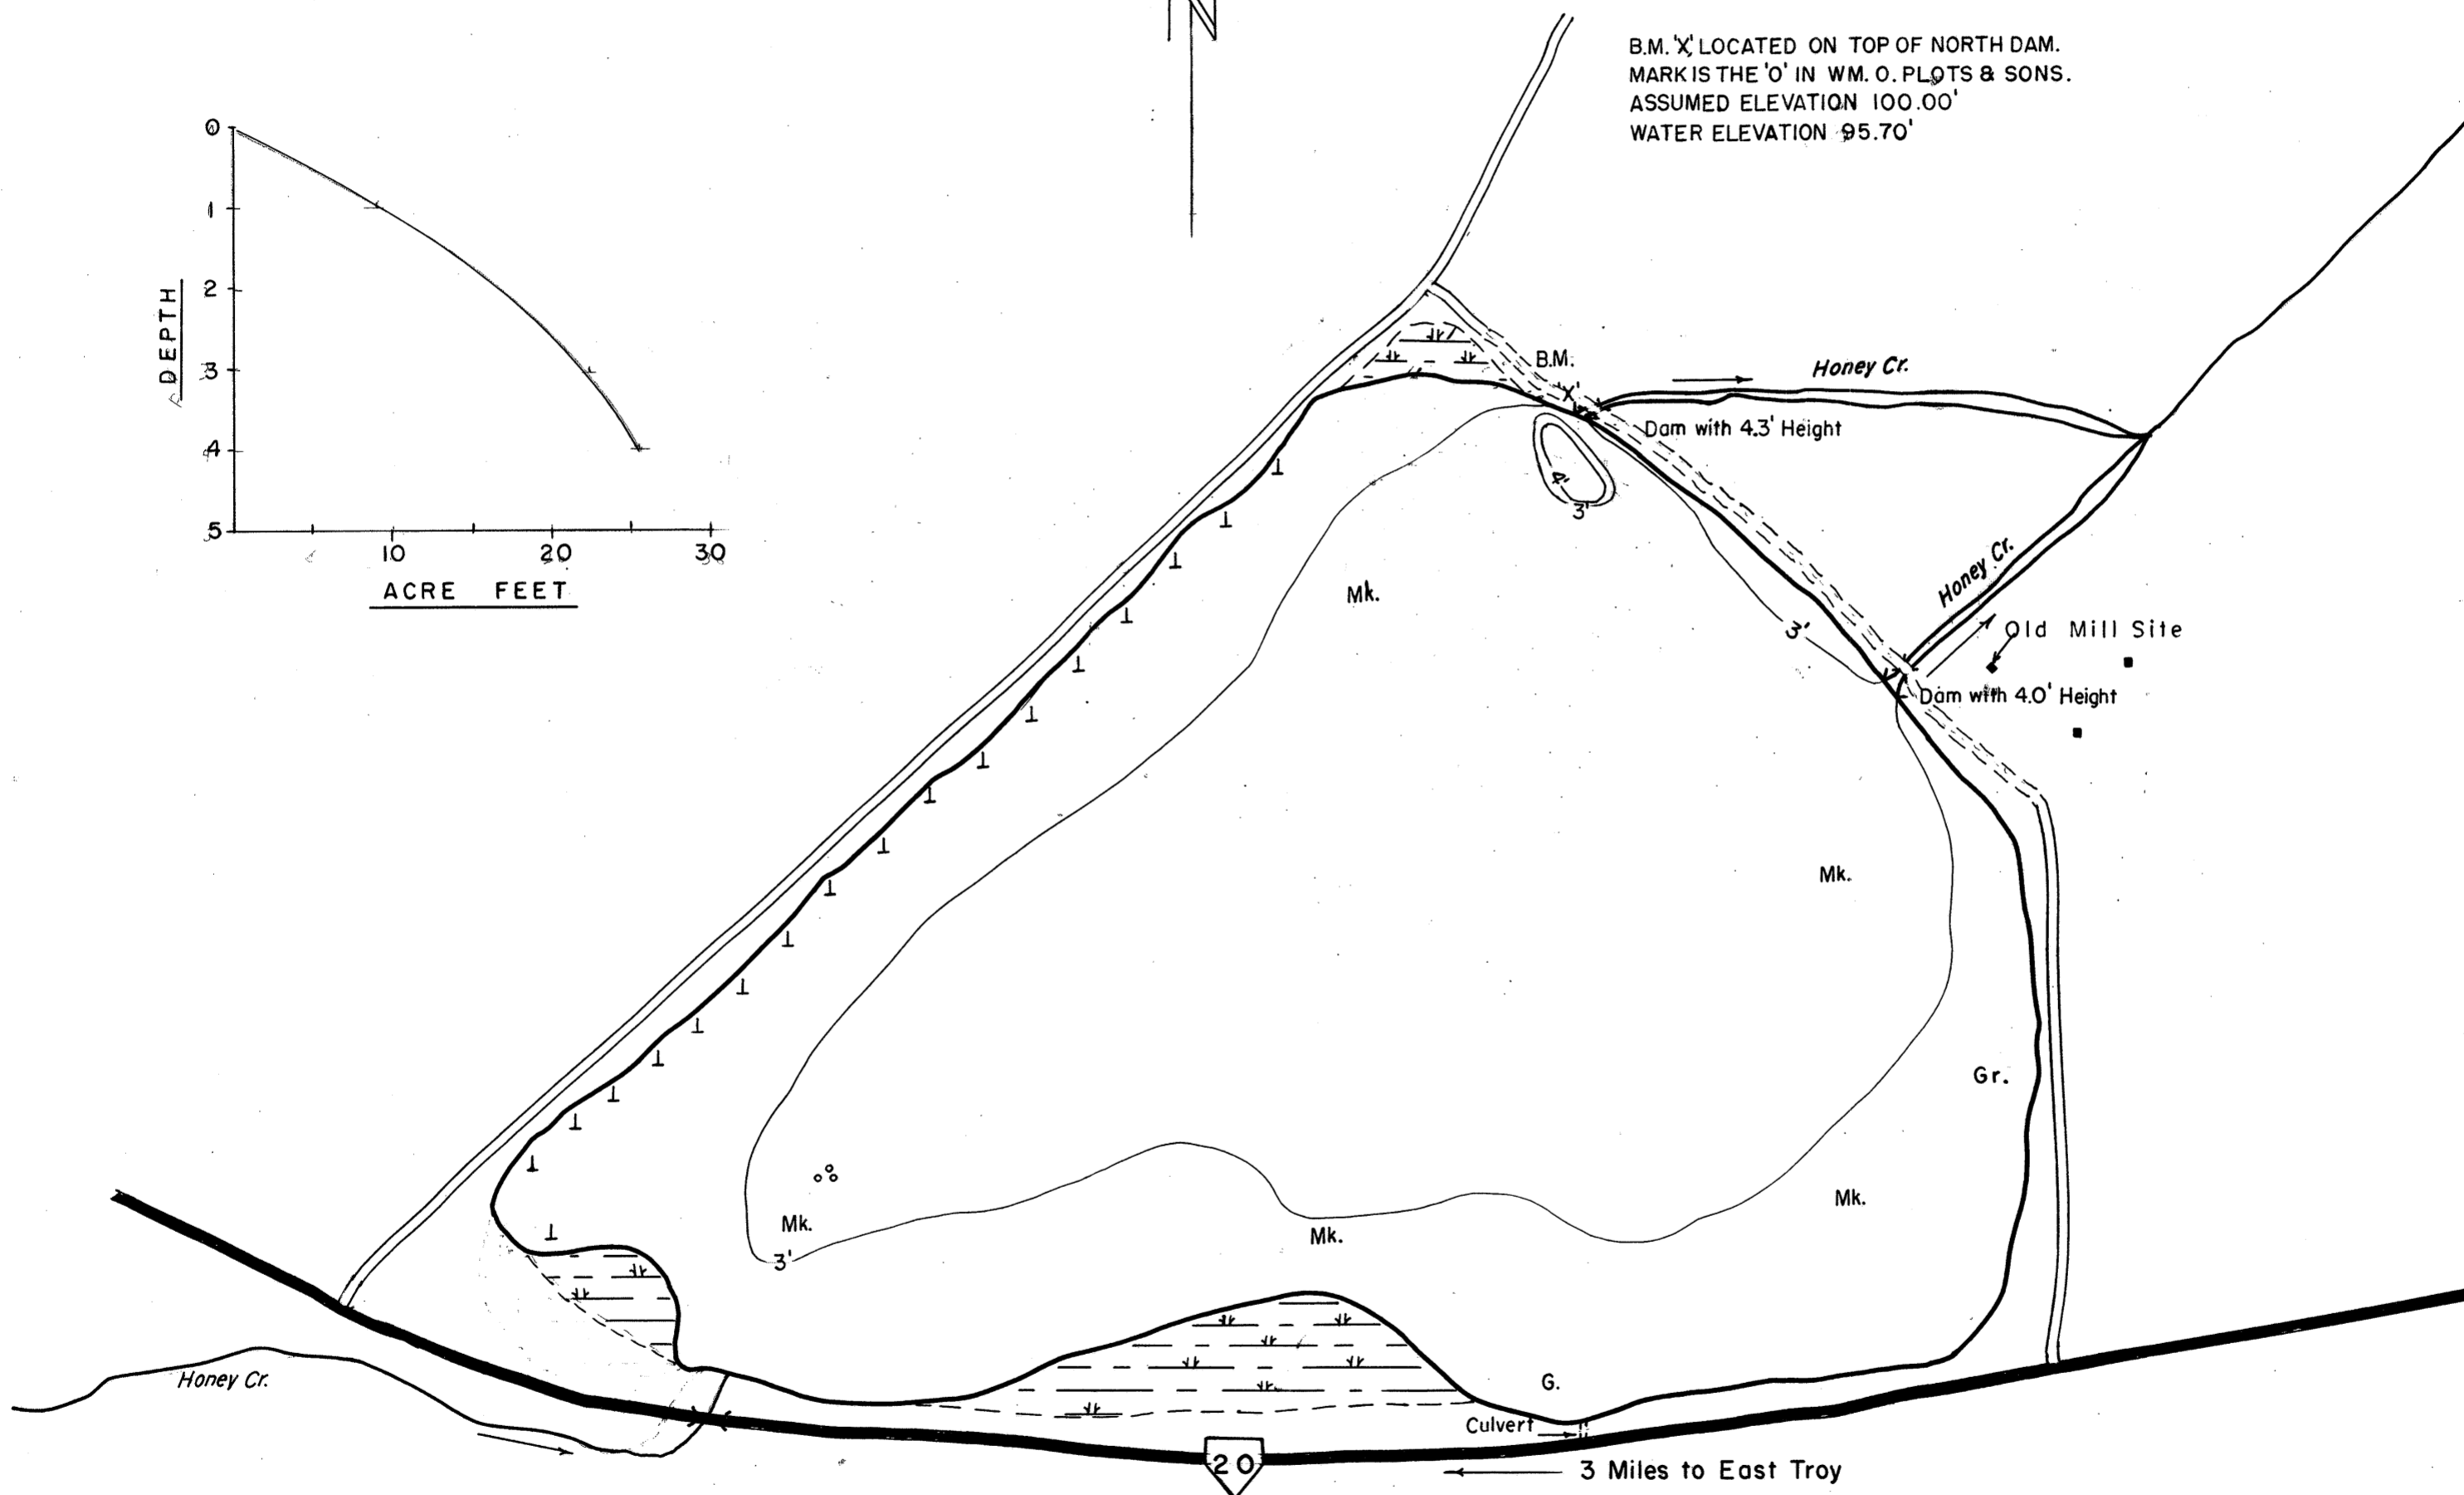 N
B.M. 'X', LOCATED ON TOP OF NORTH DAM.
MARK IS THE 'O' IN WM. O. PLOTS & SONS.
ASSUMED ELEVATION 100.00'
WATER ELEVATION 95.70'
0
1
2
3
4
5
DEPTH
10 20 30
ACRE FEET
B.M.
'X'
Honey Cr.
Dam with 4.3' Height
4'
3'
Honey Cr.
Mk.
3'
Old Mill Site
Dam with 4.0' Height
Mk.
Gr.
Mk.
Mk.
Mk.
3'
Honey Cr.
G.
Culvert
20
3 Miles to East Troy